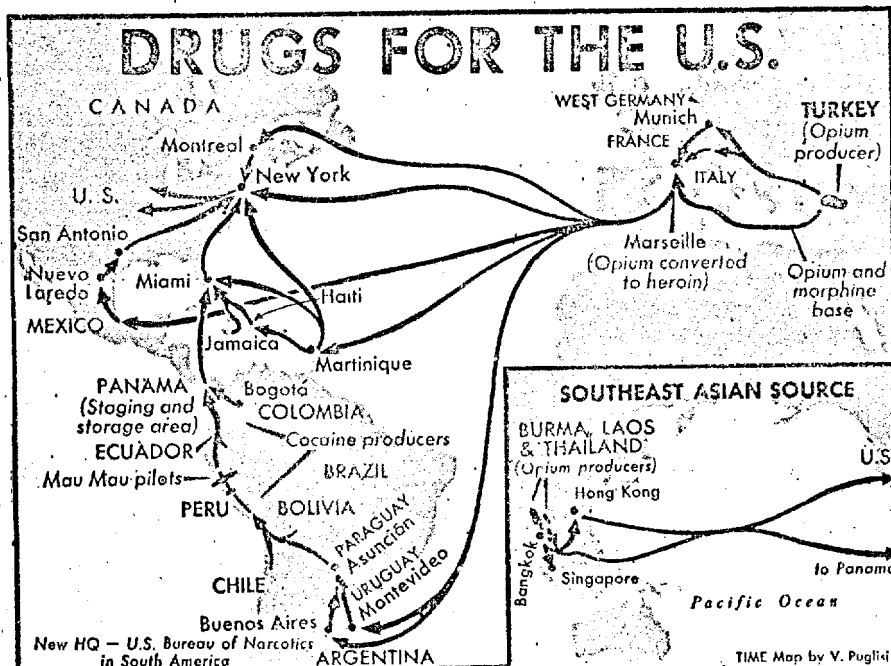 DRUGS FOR THE U.S.
CANADA
Montreal
New York
U. S.
San Antonio
Nuevo
Laredo
MEXICO
Miami
Haiti
Jamaica
Martinique
WEST GERMANY
Munich
FRANCE
ITALY
TURKEY
(Opium
producer)
Marseille
(Opium converted
to heroin)
Opium and
morphine
base
PANAMA
(Staging and
storage area)
Bogotá
COLOMBIA
Cocaine producers
ECUADOR
Mau Mau pilots
BRAZIL
PERU
BOLIVIA
PARAGUAY
Asunción
URUGUAY
Montevideo
CHILE
Buenos Aires
New HQ — U.S. Bureau of Narcotics
in South America
ARGENTINA
SOUTHEAST ASIAN SOURCE
BURMA, LAOS
& THAILAND
(Opium producers)
Hong Kong
U.S
Bangkok
Singapore
to Panama
Pacific Ocean
TIME Map by V. Puglisi